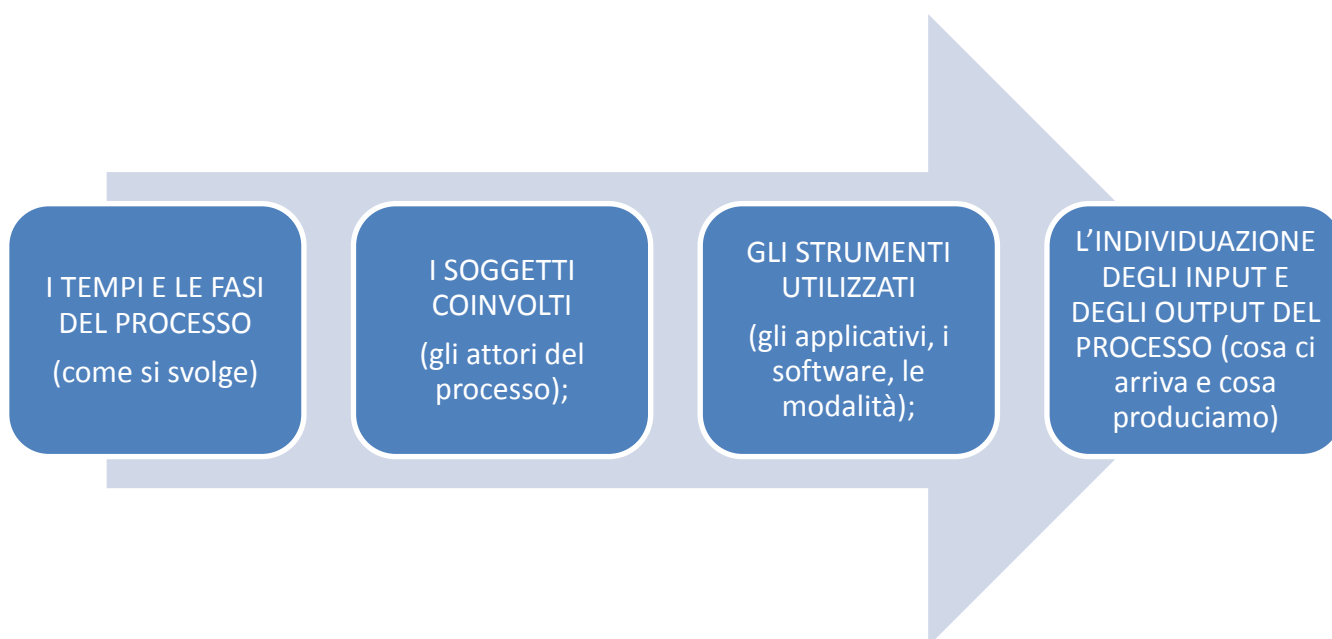 I TEMPI E LE FASI
DEL PROCESSO
(come si svolge)
I SOGGETTI
COINVOLTI
(gli attori del
processo);
GLI STRUMENTI
UTILIZZATI
(gli applicativi, i
software, le
modalità);
L’INDIVIDUAZIONE
DEGLI INPUT E
DEGLI OUTPUT DEL
PROCESSO (cosa ci
arriva e cosa
produciamo)